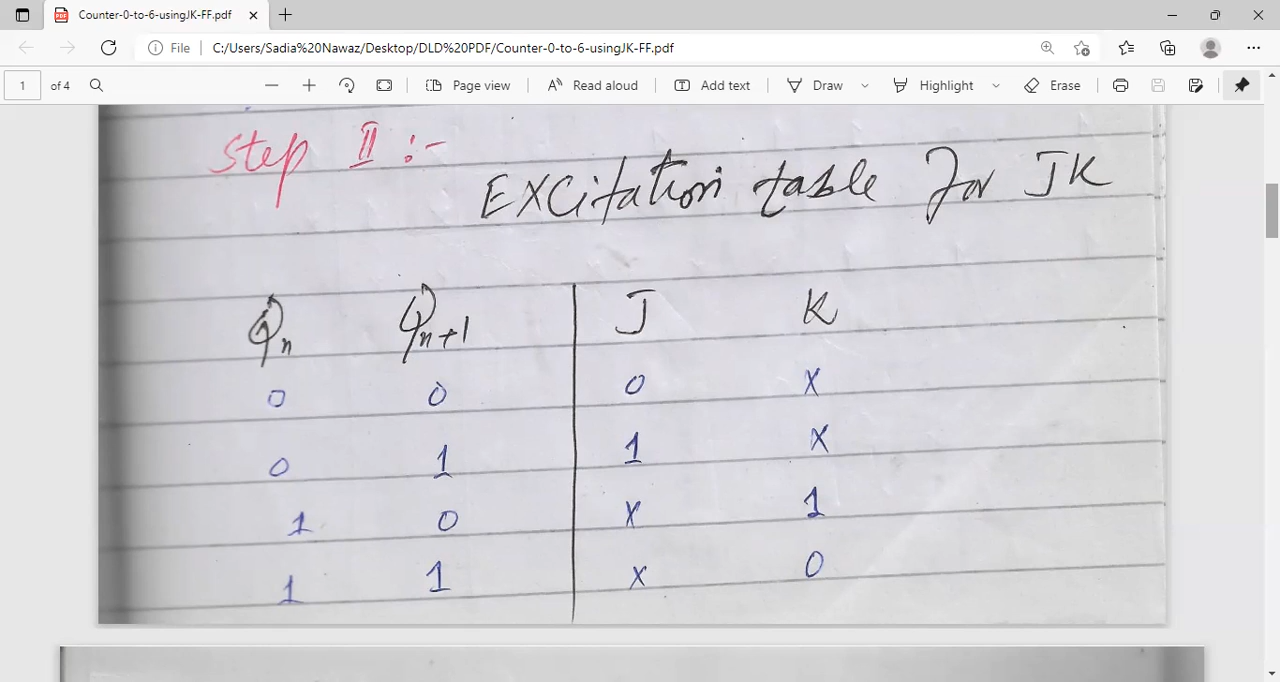 Counter-0-to-6-usingJK-FF.pdf
File C:/Users/Sadia%20Nawaz/Desktop/DLD%20PDF/Counter-0-to-6-usingJK-FF.pdf
1 of 4 Page view Read aloud Add text Draw Highlight Erase
Step II :-
Excitation table for JK
Qn Qn+1 J K
0 0 0 X
0 1 1 X
1 0 X 1
1 1 X 0